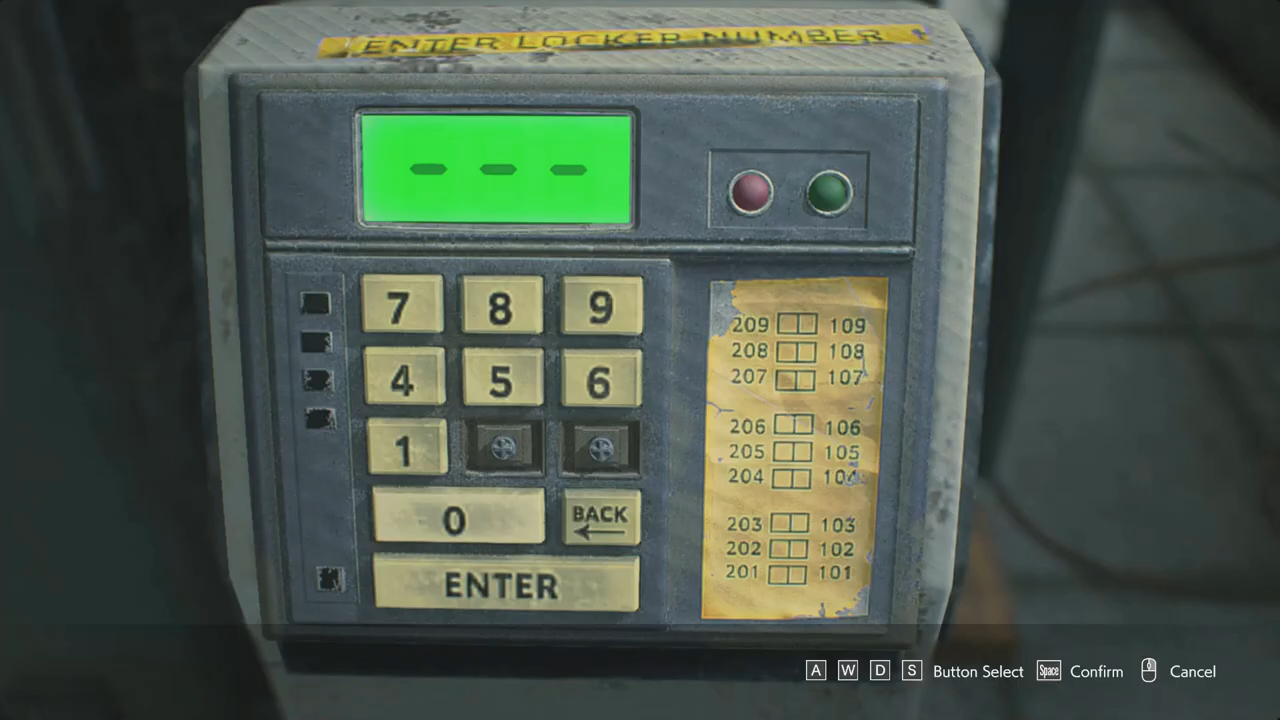 ENTER LOCKER NUMBER
- - -
7 8 9
4 5 6
1
0 BACK
ENTER
209 109
208 108
207 107
206 106
205 105
204 104
203 103
202 102
201 101
A W D S Button Select Space Confirm Cancel